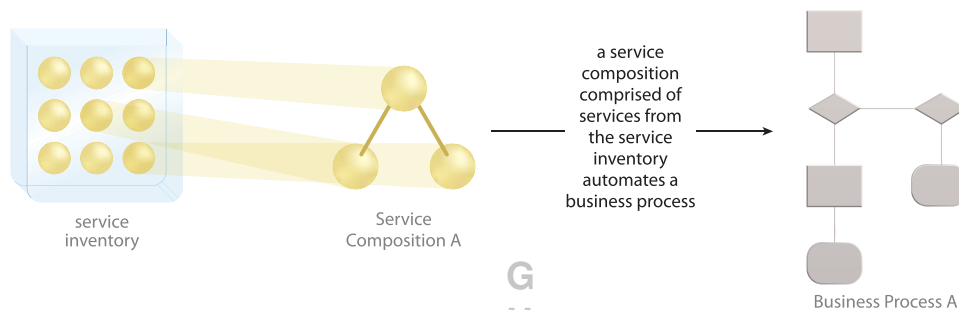 service
inventory
Service
Composition A
a service
composition
comprised of
services from
the service
inventory
automates a
business process
G
Business Process A